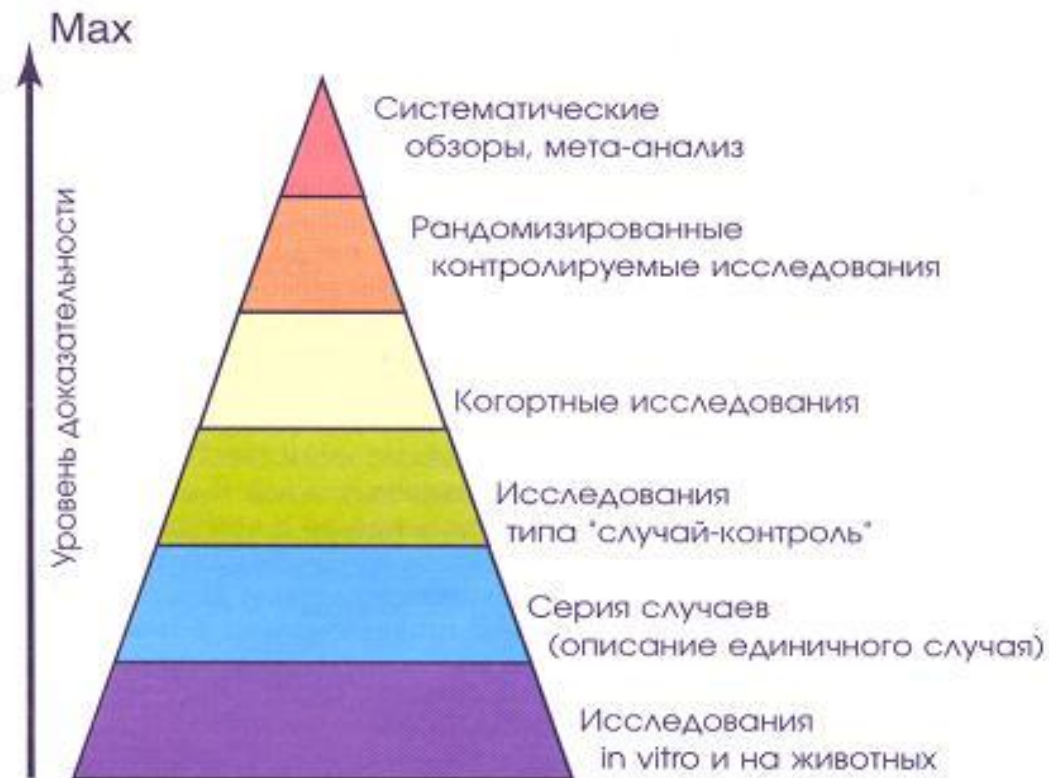 Max
Уровень доказательности
Систематические
обзоры, мета-анализ
Рандомизированные
контролируемые исследования
Когортные исследования
Исследования
типа "случай-контроль"
Серия случаев
(описание единичного случая)
Исследования
in vitro и на животных